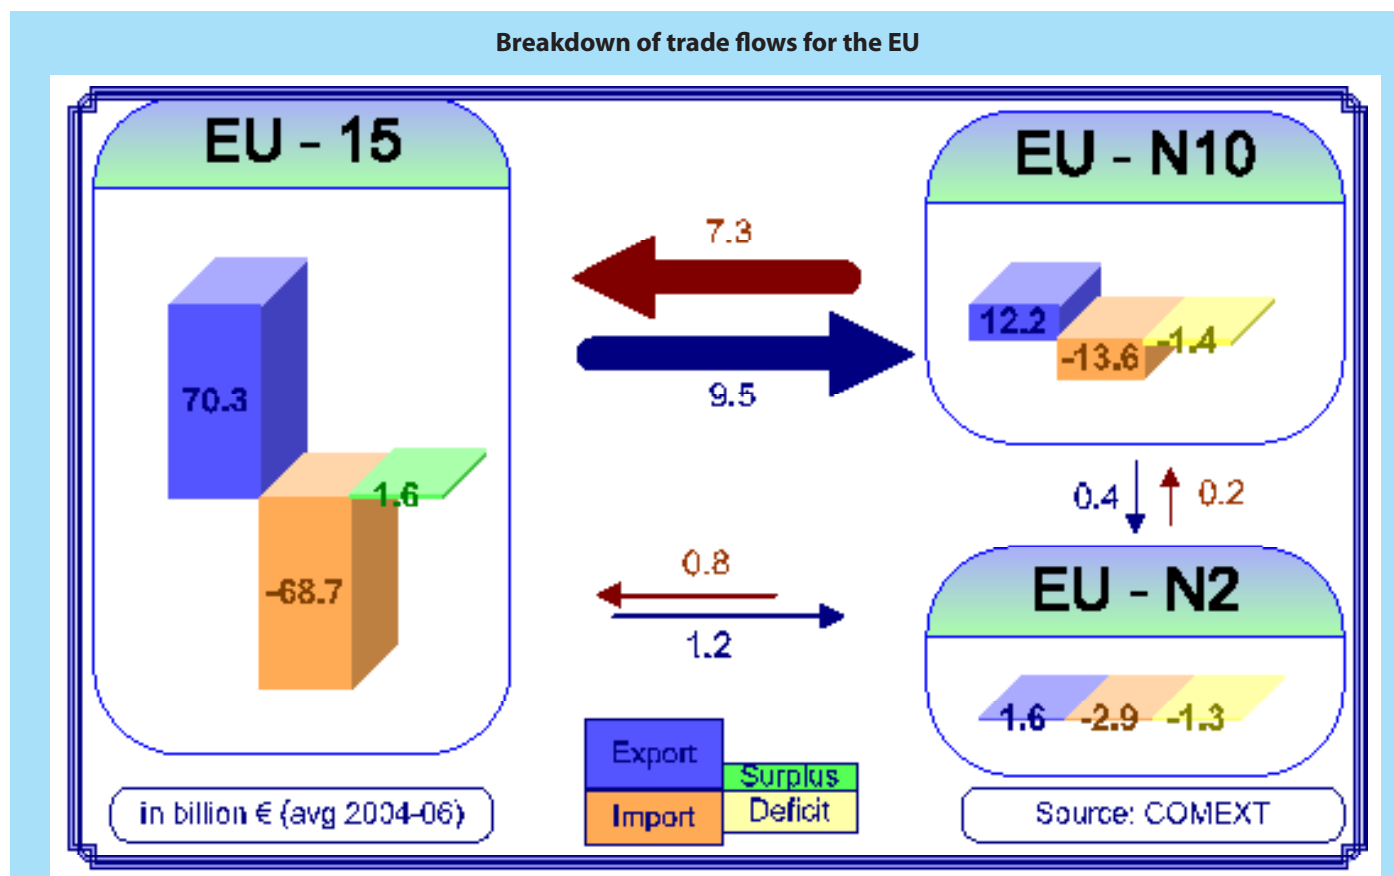 Breakdown of trade flows for the EU
EU - 15
70.3
-68.7
1.6
in billion € (avg 2004-06)
7.3
9.5
0.8
1.2
Export
Import
Surplus
Deficit
EU - N10
12.2
-13.6
-1.4
0.4
0.2
EU - N2
1.6
-2.9
-1.3
Source: COMEXT